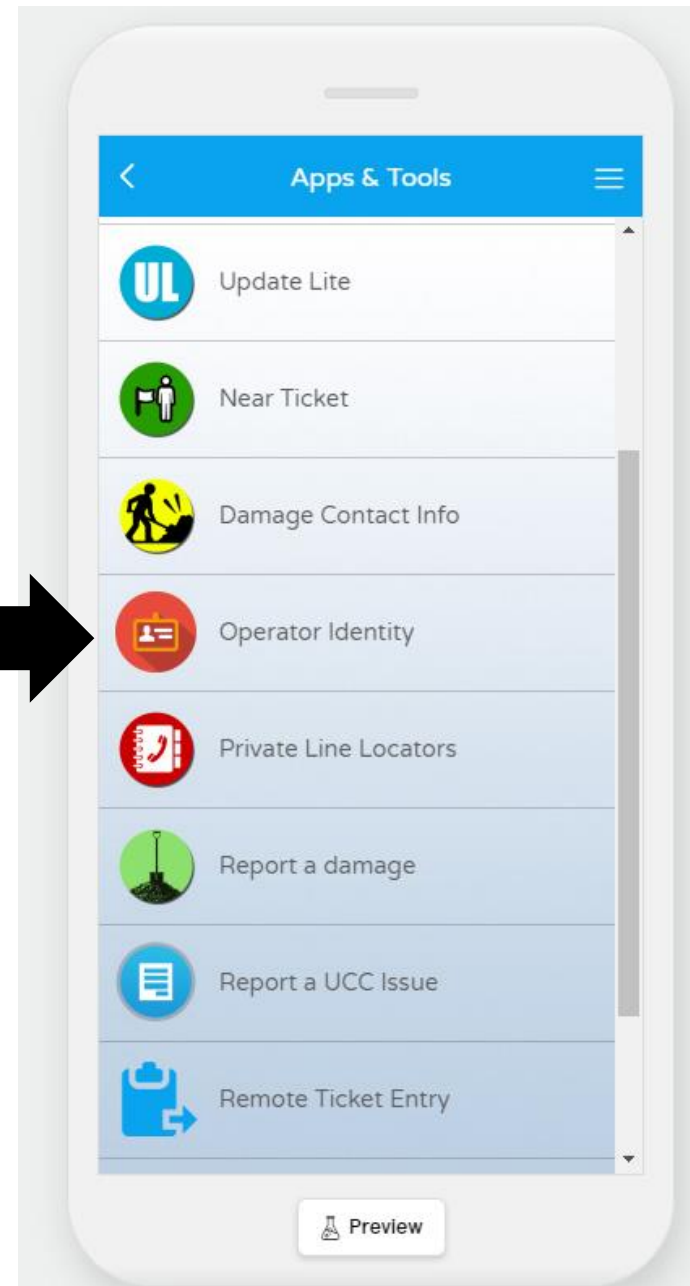 Apps & Tools
UL
Update Lite
Near Ticket
Damage Contact Info
Operator Identity
Private Line Locators
Report a damage
Report a UCC Issue
Remote Ticket Entry
Preview